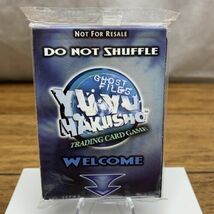 NOT FOR RESALE
DO NOT SHUFFLE
GHOST
FILES
YU YU
HAKUSHO
TRADING CARD GAME
WELCOME